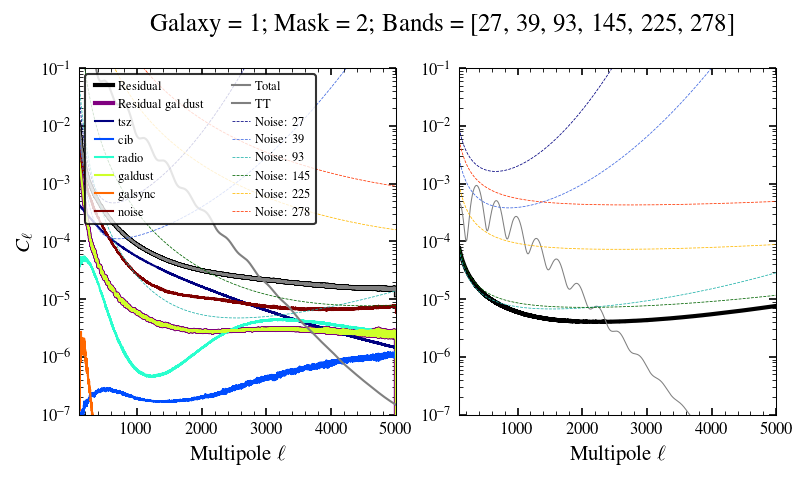 Galaxy = 1; Mask = 2; Bands = [27, 39, 93, 145, 225, 278]
10⁻¹
10⁻²
10⁻³
10⁻⁴
10⁻⁵
10⁻⁶
10⁻⁷
C_ℓ
Residual
Residual gal dust
tsz
cib
radio
galdust
galsync
noise
Total
TT
Noise: 27
Noise: 39
Noise: 93
Noise: 145
Noise: 225
Noise: 278
1000 2000 3000 4000 5000
Multipole ℓ
10⁻¹
10⁻²
10⁻³
10⁻⁴
10⁻⁵
10⁻⁶
10⁻⁷
1000 2000 3000 4000 5000
Multipole ℓ